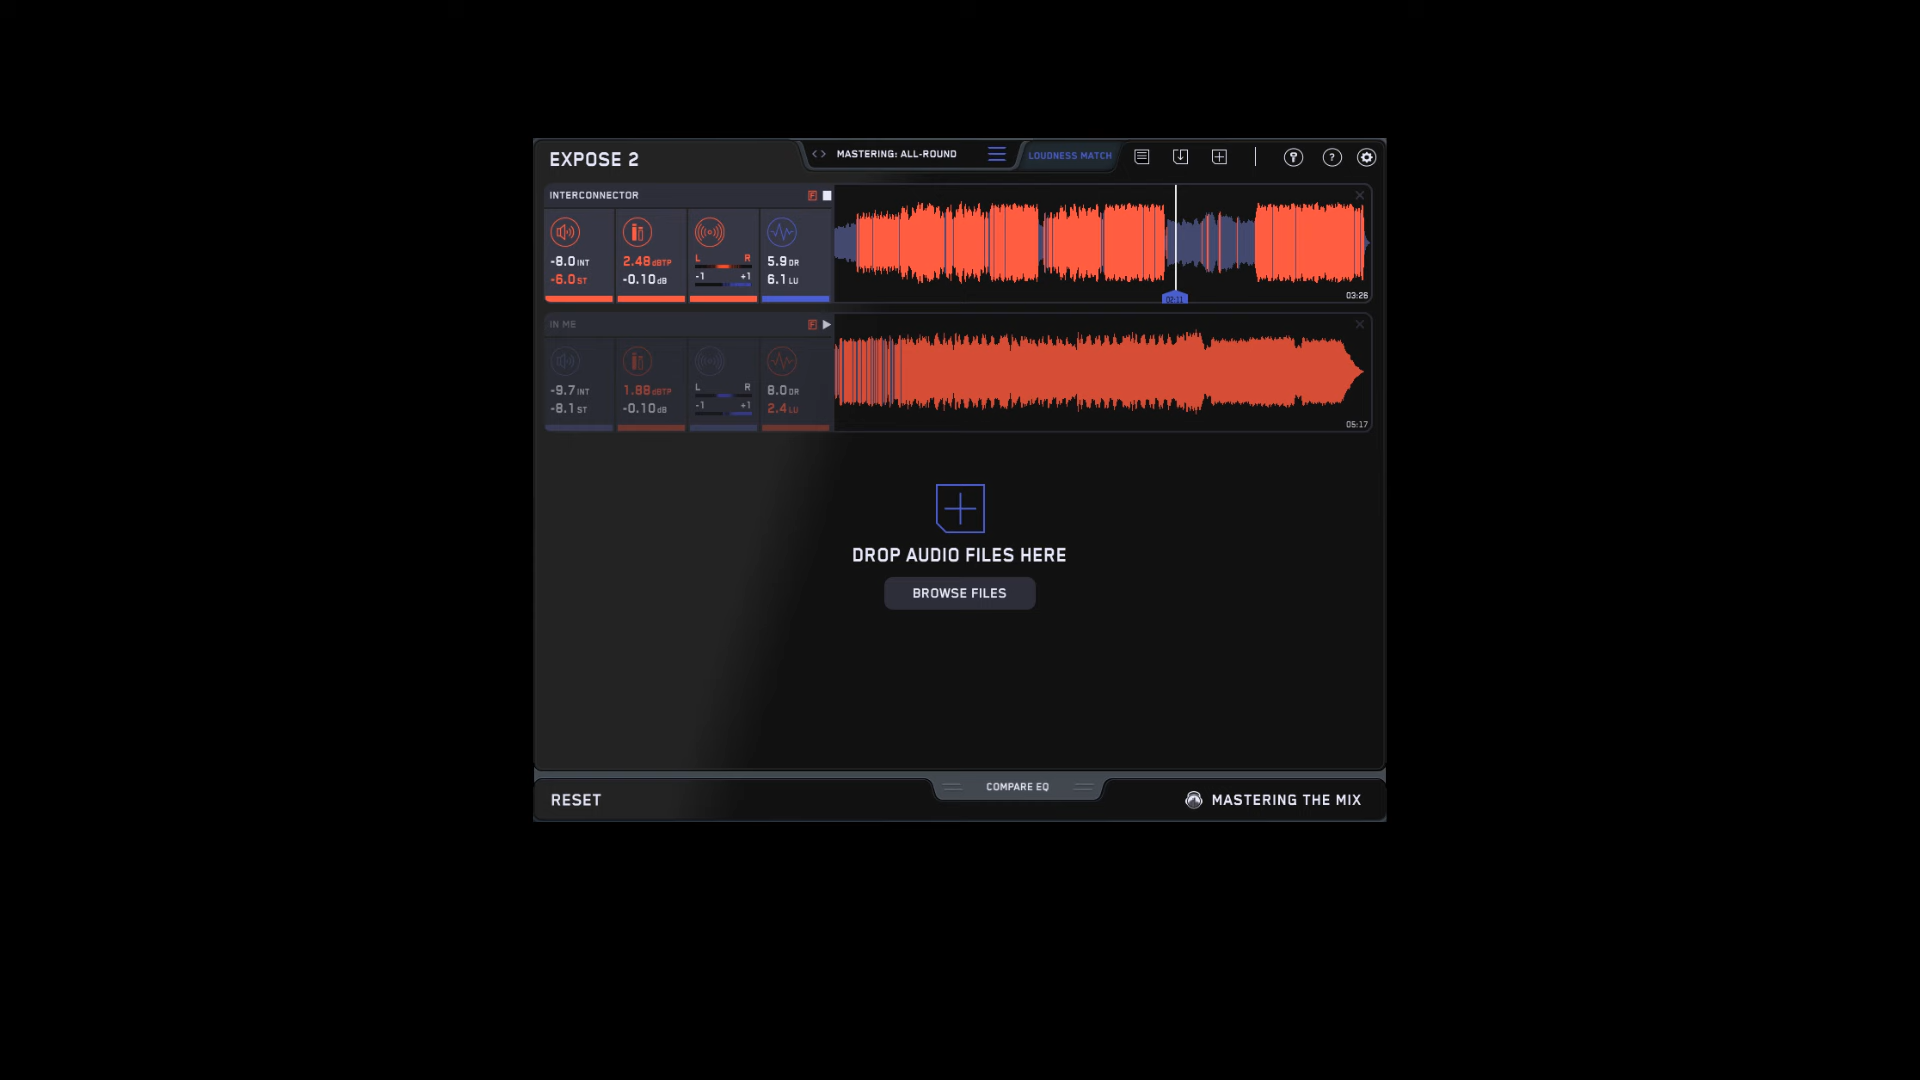 EXPOSE 2
<> MASTERING: ALL-ROUND
LOUDNESS MATCH
?
INTERCONNECTOR
F
-8.0 INT
-6.0 ST
2.48 dBTP
-0.10 dB
L R
-1 +1
5.9 DR
6.1 LU
02:11
03:26
IN ME
F
-9.7 INT
-8.1 ST
1.88 dBTP
-0.10 dB
L R
-1 +1
8.0 DR
2.4 LU
05:17
DROP AUDIO FILES HERE
BROWSE FILES
COMPARE EQ
RESET
MASTERING THE MIX